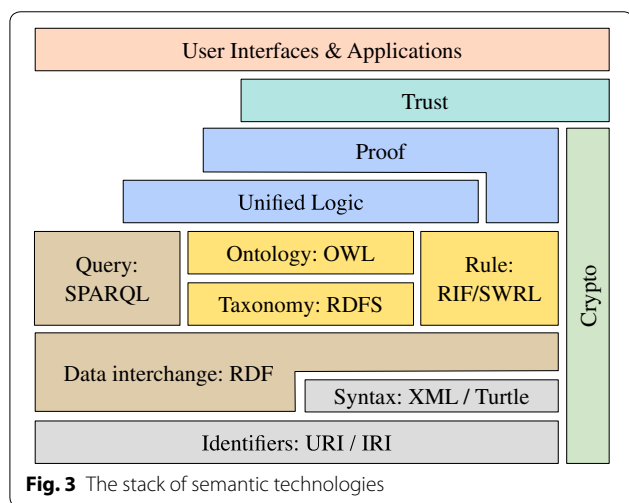 User Interfaces & Applications
Trust
Proof
Unified Logic
Query:
SPARQL
Ontology: OWL
Taxonomy: RDFS
Rule:
RIF/SWRL
Crypto
Data interchange: RDF
Syntax: XML / Turtle
Identifiers: URI / IRI
Fig. 3 The stack of semantic technologies